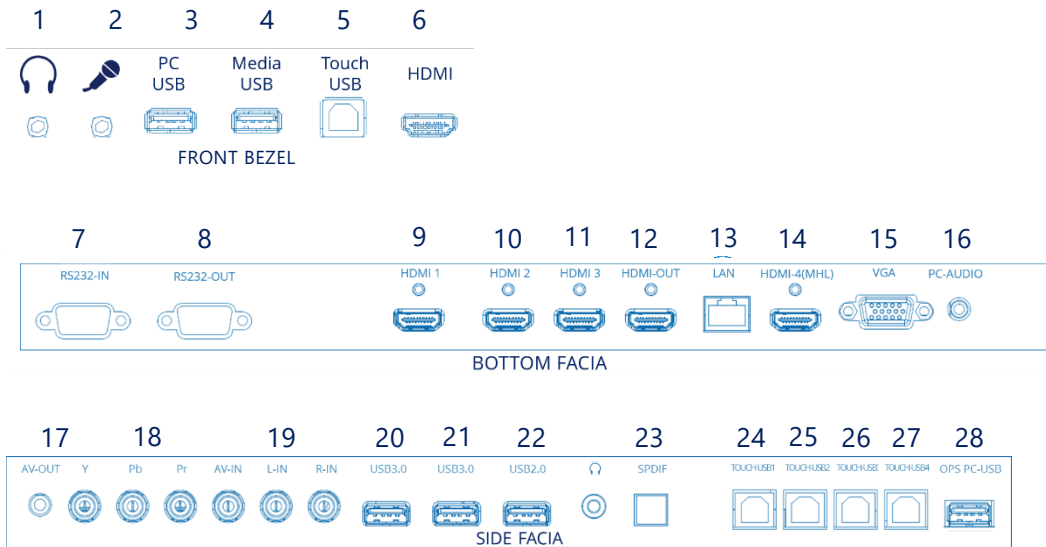 1 2 3 4 5 6
PC USB Media USB Touch USB HDMI
FRONT BEZEL
7 8 9 10 11 12 13 14 15 16
RS232-IN RS232-OUT HDMI 1 HDMI 2 HDMI 3 HDMI-OUT LAN HDMI-4(MHL) VGA PC-AUDIO
BOTTOM FACIA
17 18 19 20 21 22 23 24 25 26 27 28
AV-OUT Y Pb Pr AV-IN L-IN R-IN USB3.0 USB3.0 USB2.0 SPDIF TOUCH-USB1 TOUCH-USB2 TOUCH-USB4 OPS PC-USB
SIDE FACIA